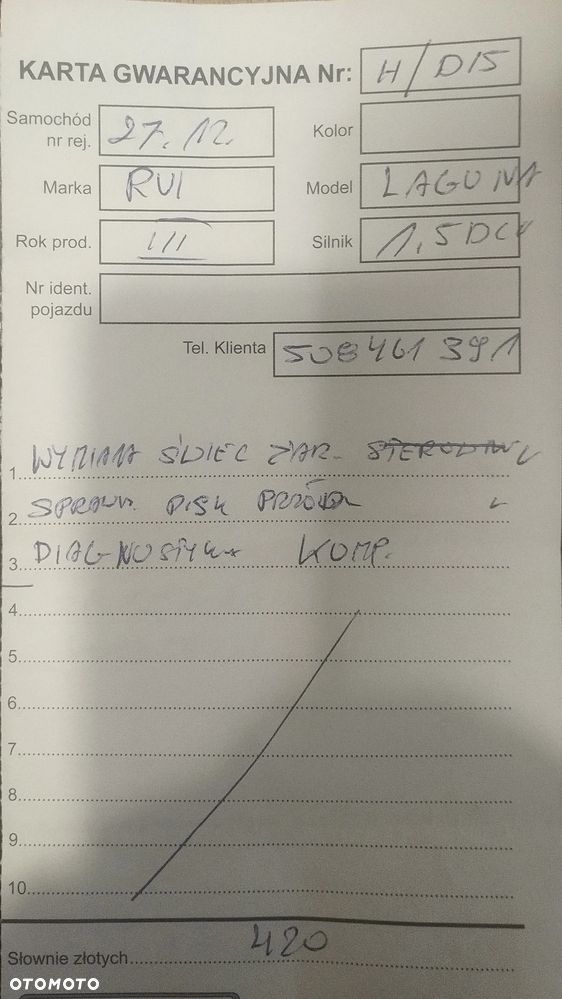 KARTA GWARANCYJNA Nr: H/D15
Samochód nr rej. 27.12. Kolor
Marka RVI Model LAGUNA
Rok prod. III Silnik 1,5DCI
Nr ident. pojazdu
Tel. Klienta 508461391
1. WYMIANA ŚWIEC ŻAR.
2. SPRAW. PISK PRZÓD
3. DIAGNOSTYKA KOMP.
4.
5.
6.
7.
8.
9.
10.
420
Słownie złotych
OTOMOTO